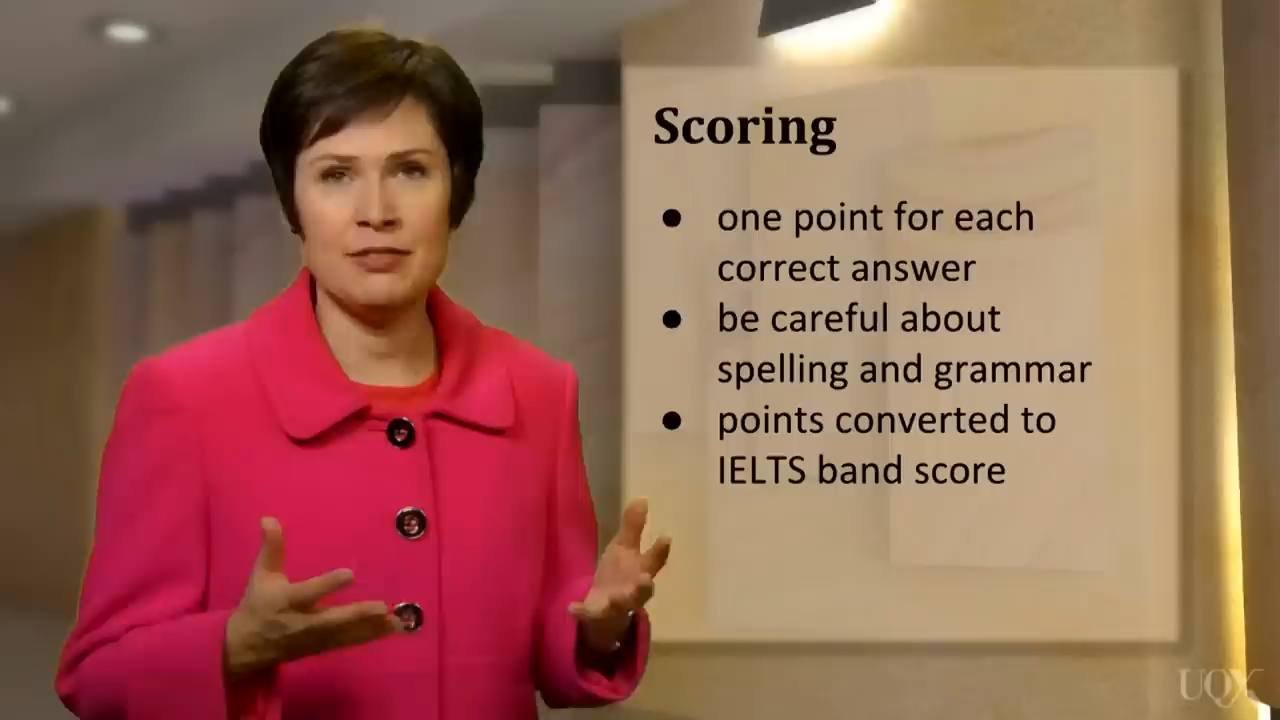 Scoring
● one point for each
correct answer
● be careful about
spelling and grammar
● points converted to
IELTS band score
UQX